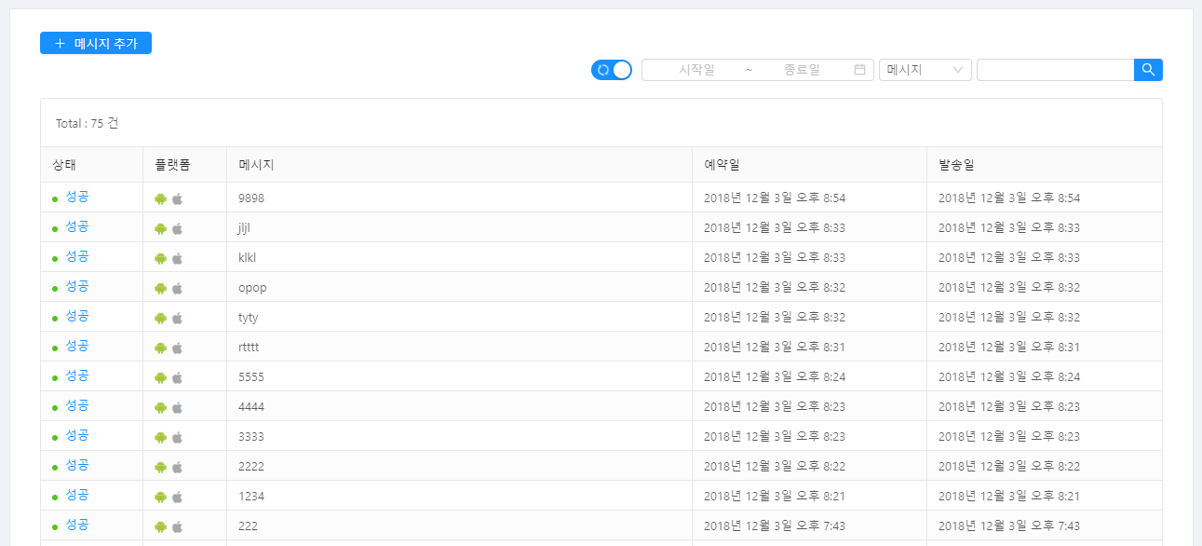 메시지 추가
시작일 ~ 종료일 메시지
Total : 75 건
상태 플랫폼 메시지 예약일 발송일
성공 9898 2018년 12월 3일 오후 8:54 2018년 12월 3일 오후 8:54
성공 jljl 2018년 12월 3일 오후 8:33 2018년 12월 3일 오후 8:33
성공 klkl 2018년 12월 3일 오후 8:33 2018년 12월 3일 오후 8:33
성공 opop 2018년 12월 3일 오후 8:32 2018년 12월 3일 오후 8:32
성공 tyty 2018년 12월 3일 오후 8:32 2018년 12월 3일 오후 8:32
성공 rtttt 2018년 12월 3일 오후 8:31 2018년 12월 3일 오후 8:31
성공 5555 2018년 12월 3일 오후 8:24 2018년 12월 3일 오후 8:24
성공 4444 2018년 12월 3일 오후 8:23 2018년 12월 3일 오후 8:23
성공 3333 2018년 12월 3일 오후 8:23 2018년 12월 3일 오후 8:23
성공 2222 2018년 12월 3일 오후 8:22 2018년 12월 3일 오후 8:22
성공 1234 2018년 12월 3일 오후 8:21 2018년 12월 3일 오후 8:21
성공 222 2018년 12월 3일 오후 7:43 2018년 12월 3일 오후 7:43